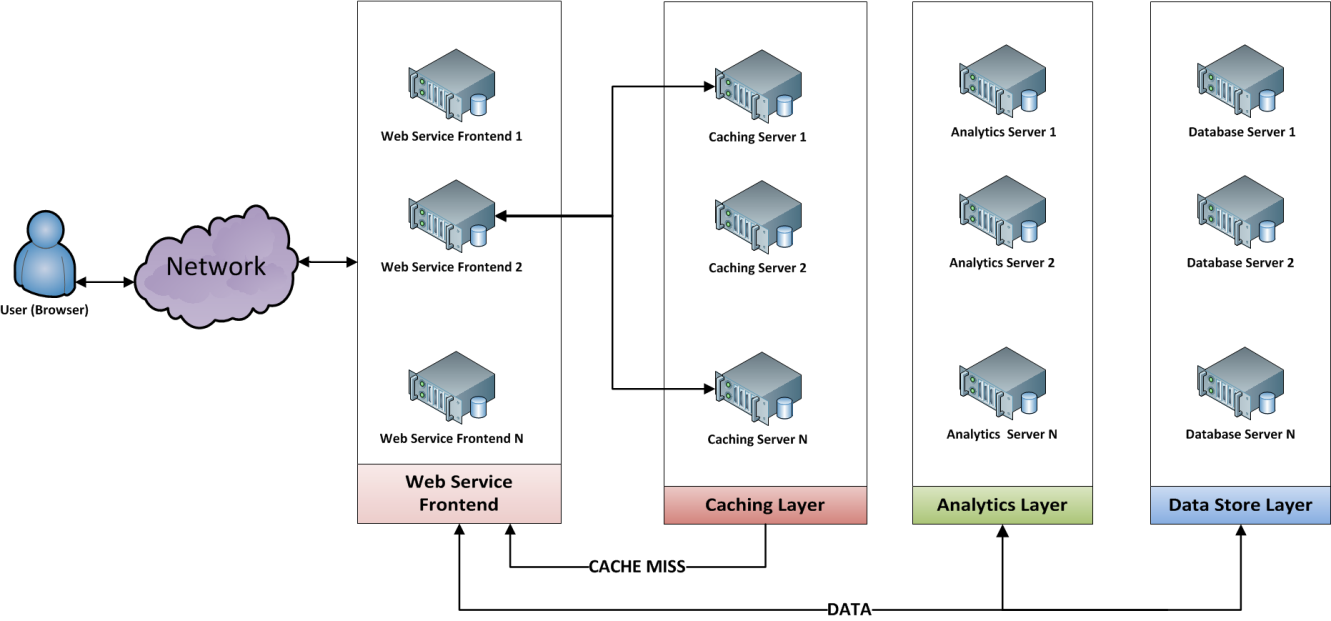 User (Browser)
Network
Web Service Frontend 1
Web Service Frontend 2
Web Service Frontend N
Web Service
Frontend
Caching Server 1
Caching Server 2
Caching Server N
Caching Layer
Analytics Server 1
Analytics Server 2
Analytics Server N
Analytics Layer
Database Server 1
Database Server 2
Database Server N
Data Store Layer
CACHE MISS
DATA